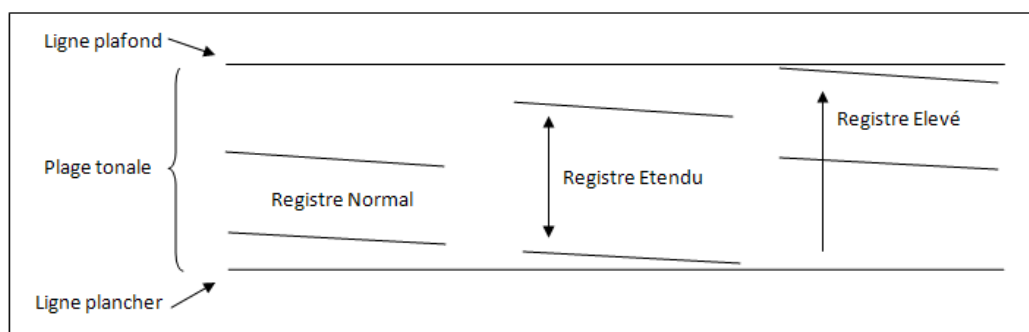 Ligne plafond
Plage tonale
Registre Normal
Registre Etendu
Registre Elevé
Ligne plancher